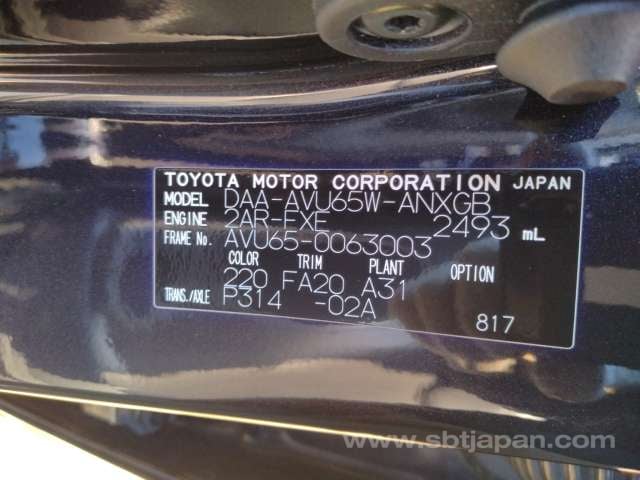 TOYOTA MOTOR CORPORATION JAPAN
MODEL DAA-AVU65W-ANXGB
ENGINE 2AR-FXE 2493 mL
FRAME No. AVU65-0063003
COLOR TRIM PLANT OPTION
220 FA20 A31
TRANS./AXLE P314 -02A
817
www.sbtjapan.com